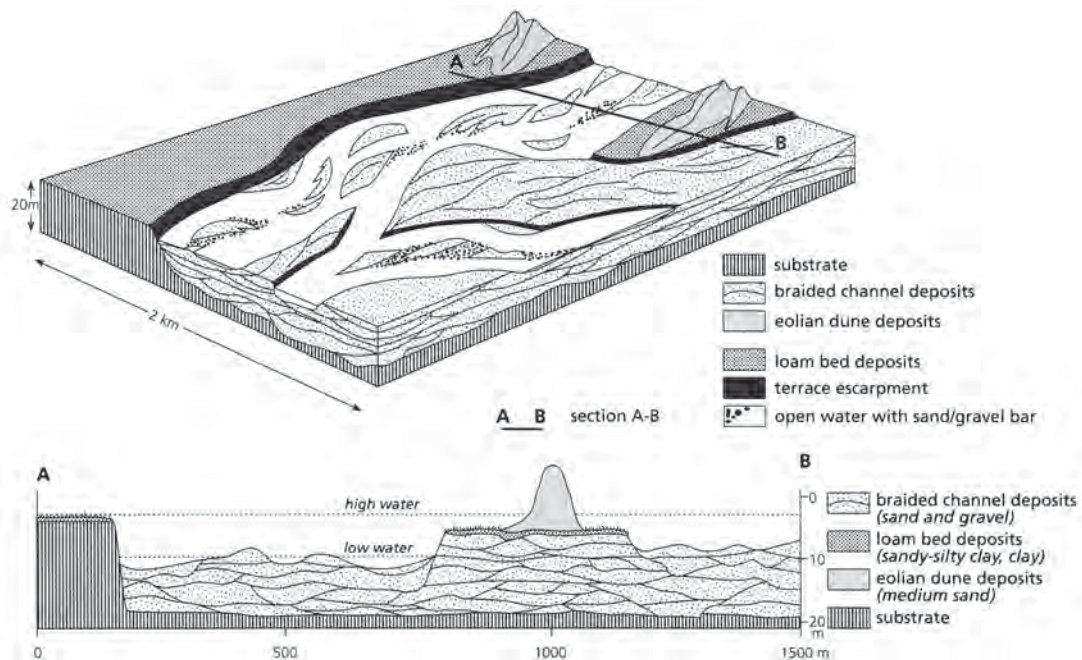 A
B
20m
2 km
substrate
braided channel deposits
eolian dune deposits
loam bed deposits
terrace escarpment
open water with sand/gravel bar
A B section A-B
A
B
high water
low water
0
10
20
m
0
500
1000
1500 m
braided channel deposits
(sand and gravel)
loam bed deposits
(sandy-silty clay, clay)
eolian dune deposits
(medium sand)
substrate